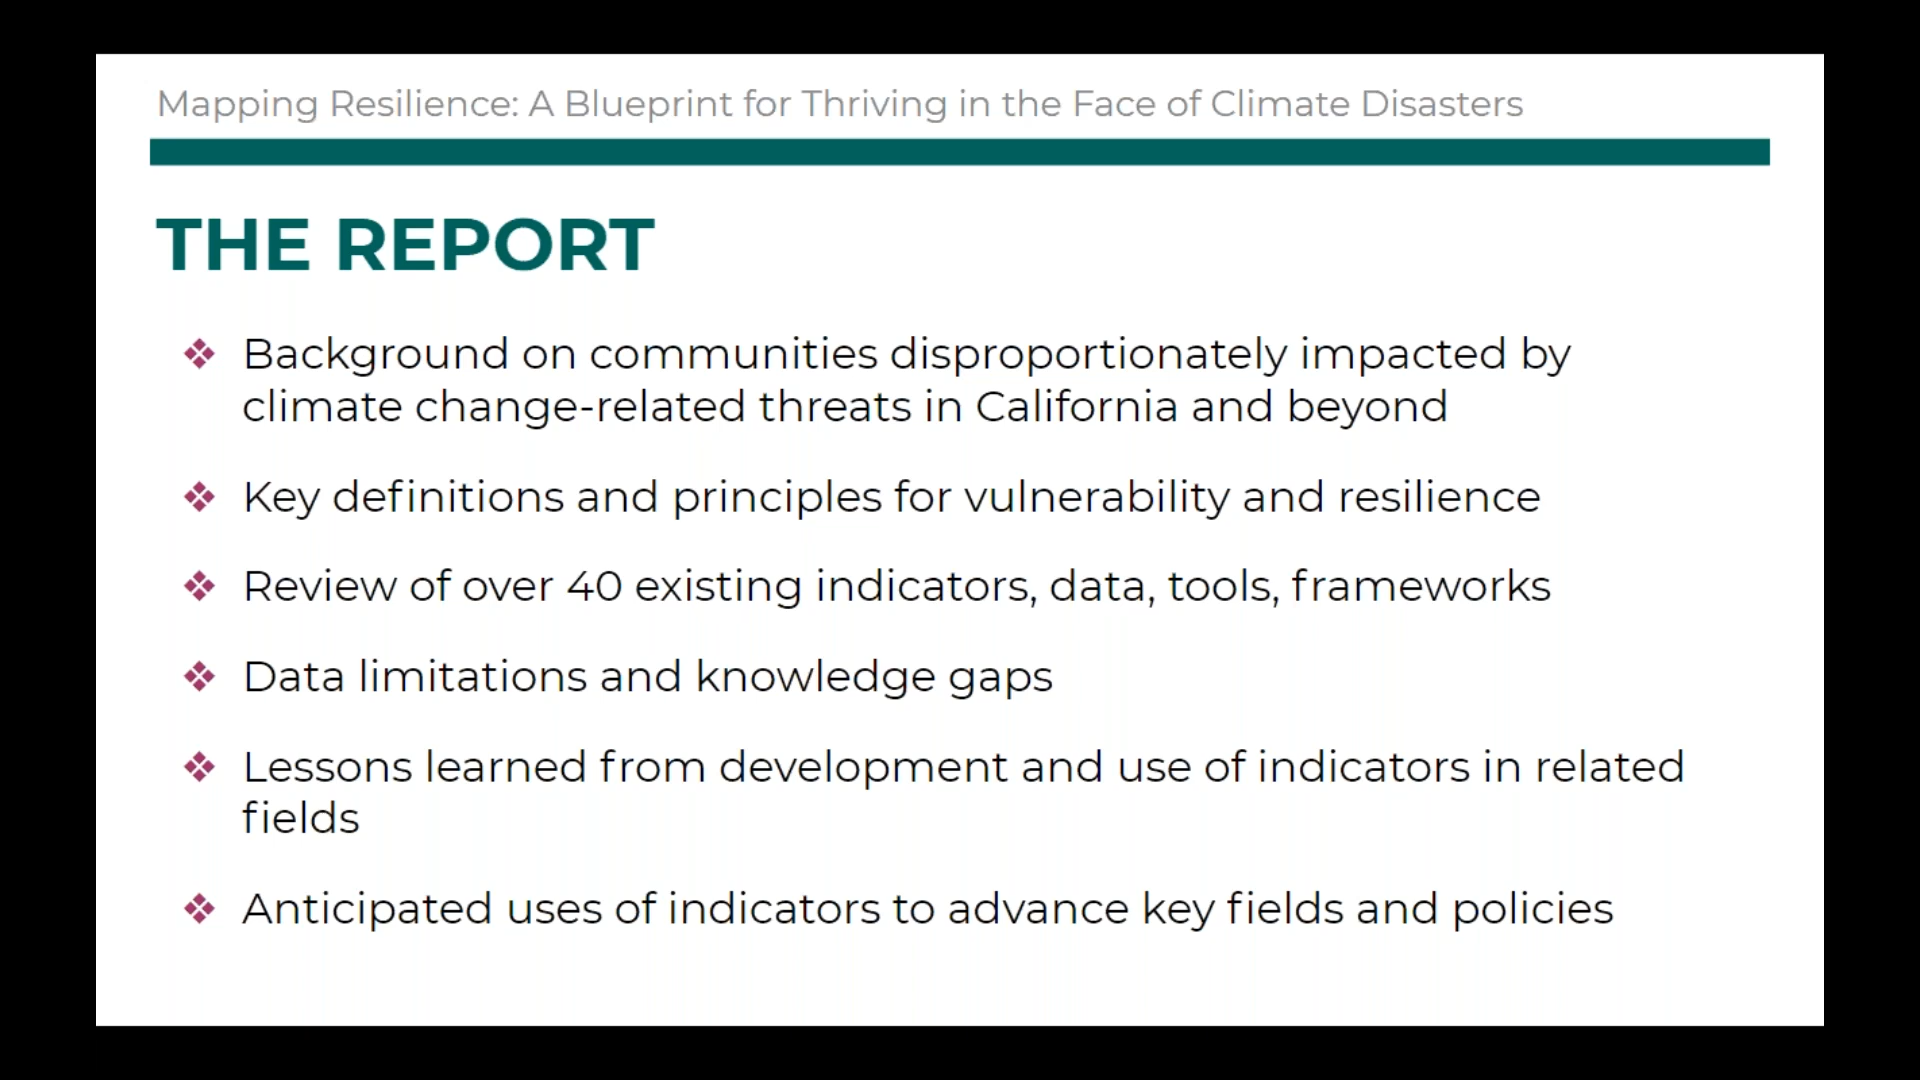 Mapping Resilience: A Blueprint for Thriving in the Face of Climate Disasters
THE REPORT
Background on communities disproportionately impacted by
climate change-related threats in California and beyond
Key definitions and principles for vulnerability and resilience
Review of over 40 existing indicators, data, tools, frameworks
Data limitations and knowledge gaps
Lessons learned from development and use of indicators in related
fields
Anticipated uses of indicators to advance key fields and policies